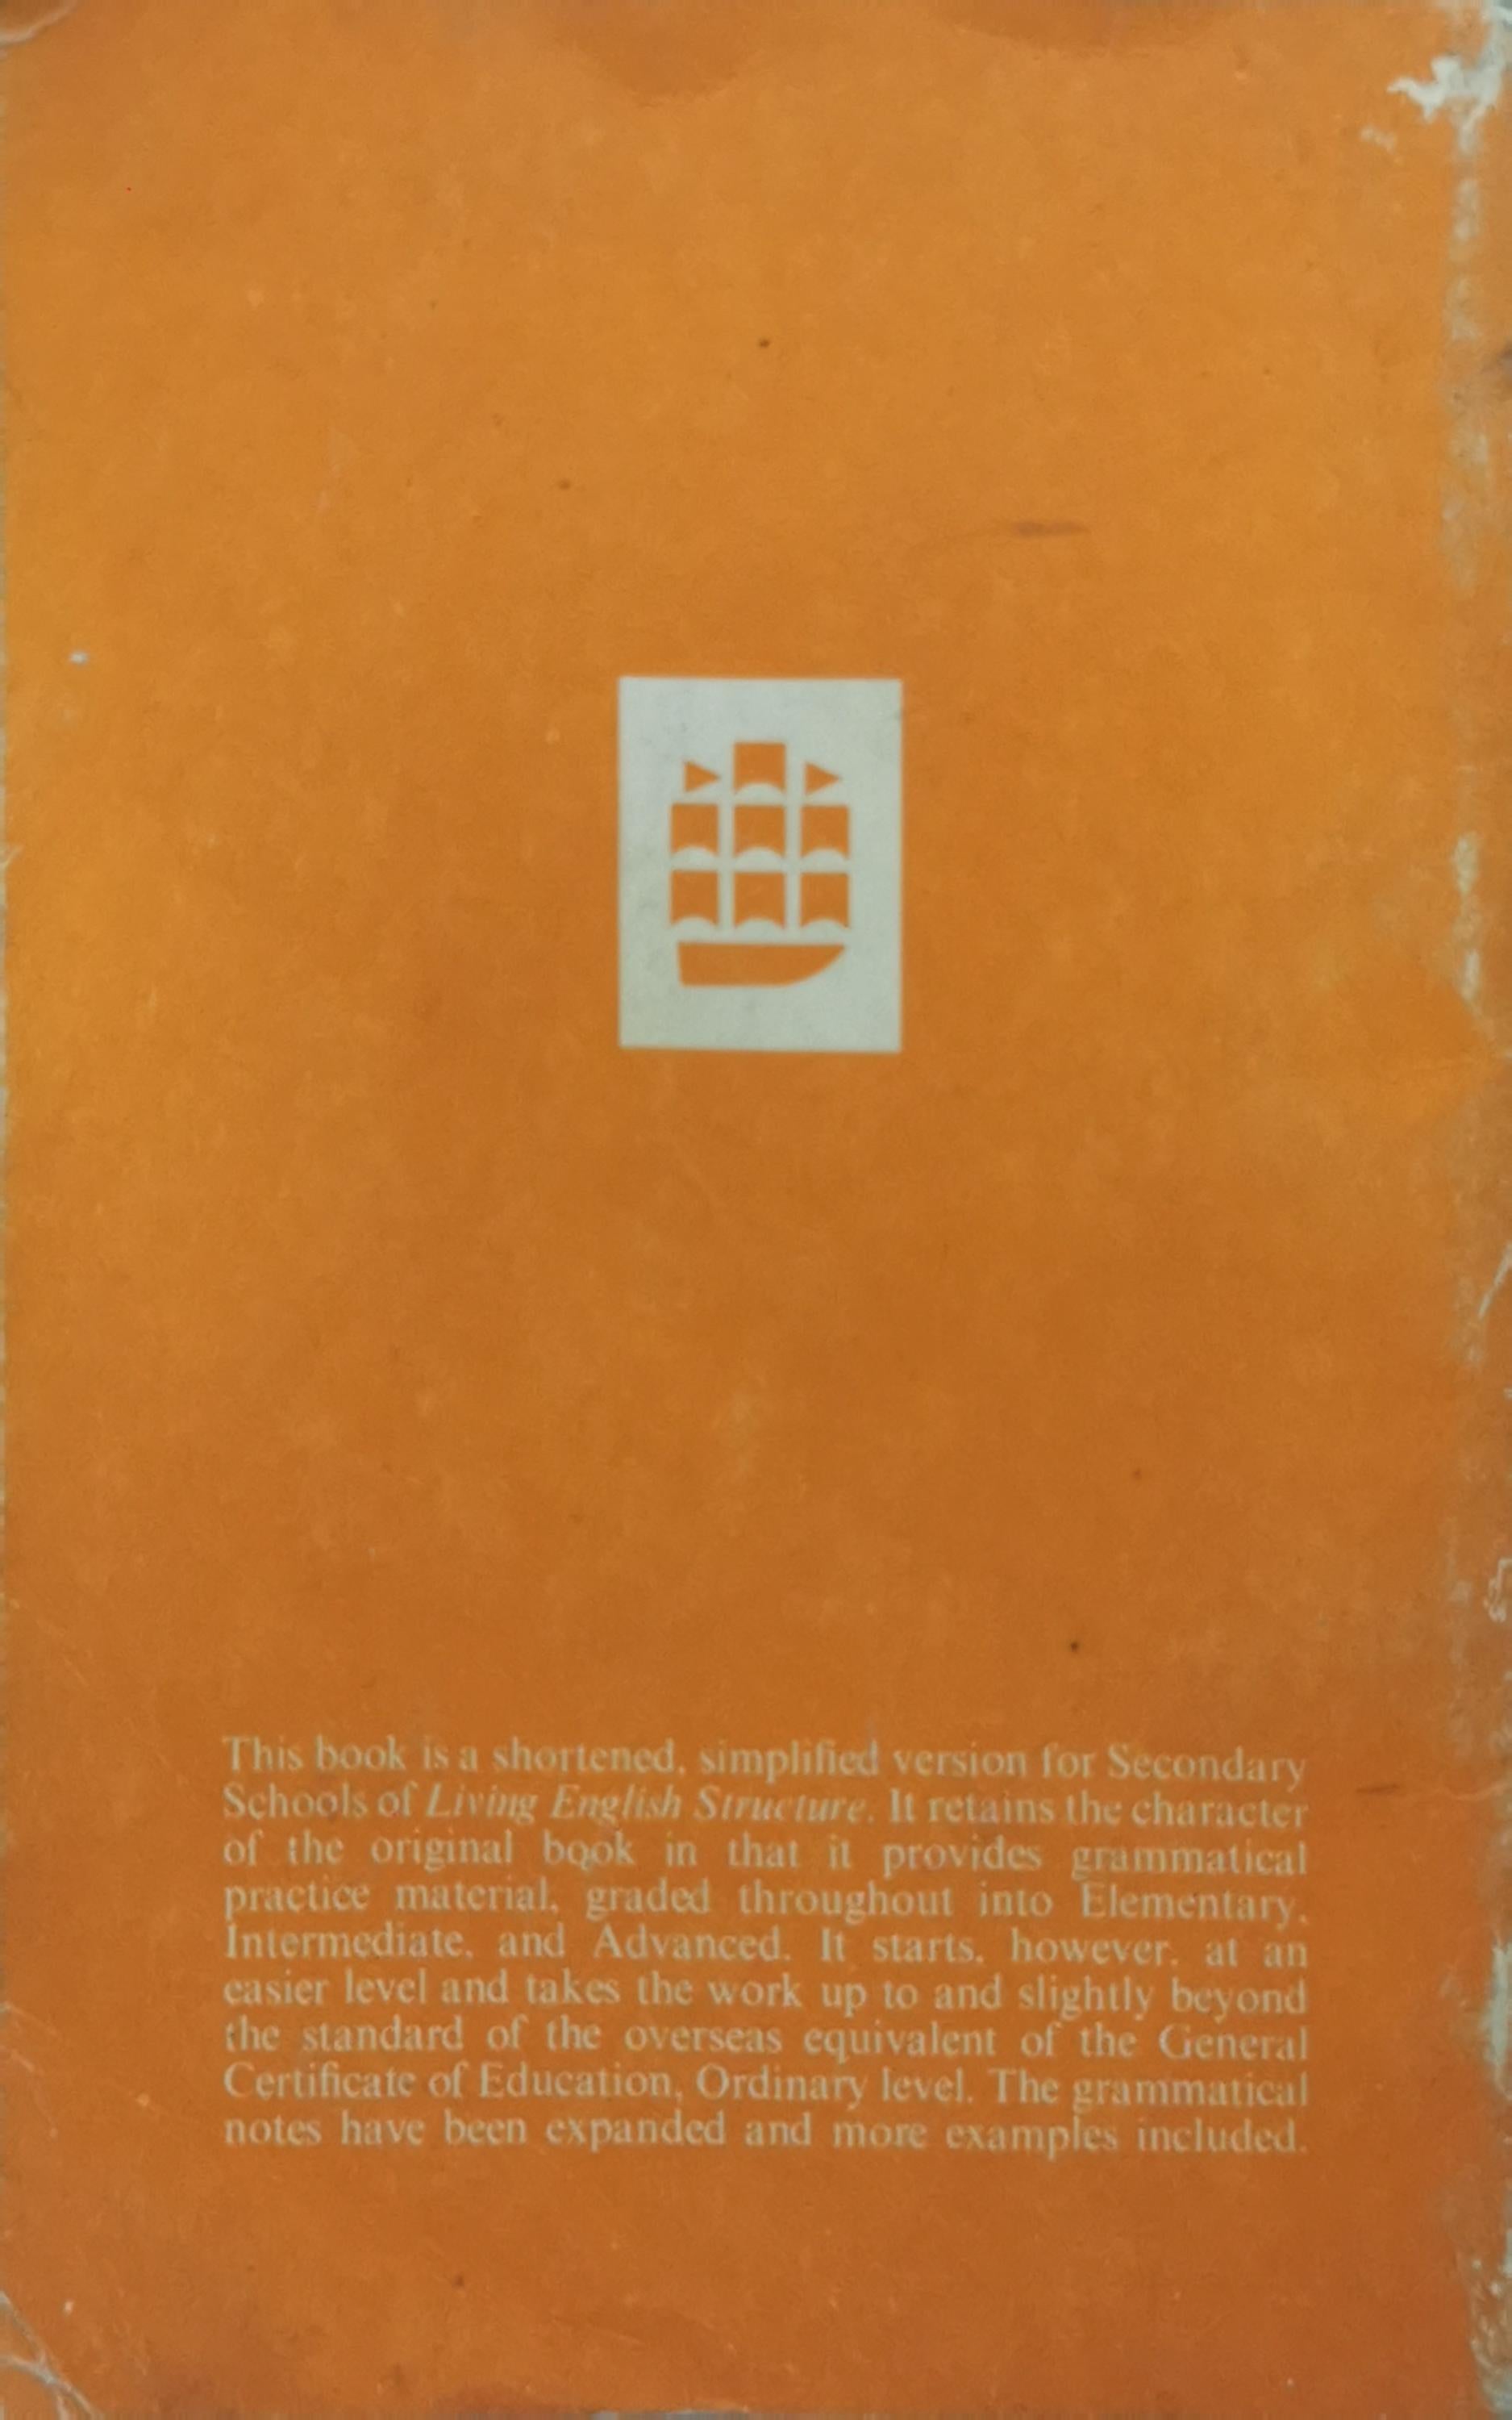 This book is a shortened, simplified version for Secondary
Schools of Living English Structure. It retains the character
of the original book in that it provides grammatical
practice material, graded throughout into Elementary,
Intermediate, and Advanced. It starts, however, at an
easier level and takes the work up to and slightly beyond
the standard of the overseas equivalent of the General
Certificate of Education, Ordinary level. The grammatical
notes have been expanded and more examples included.